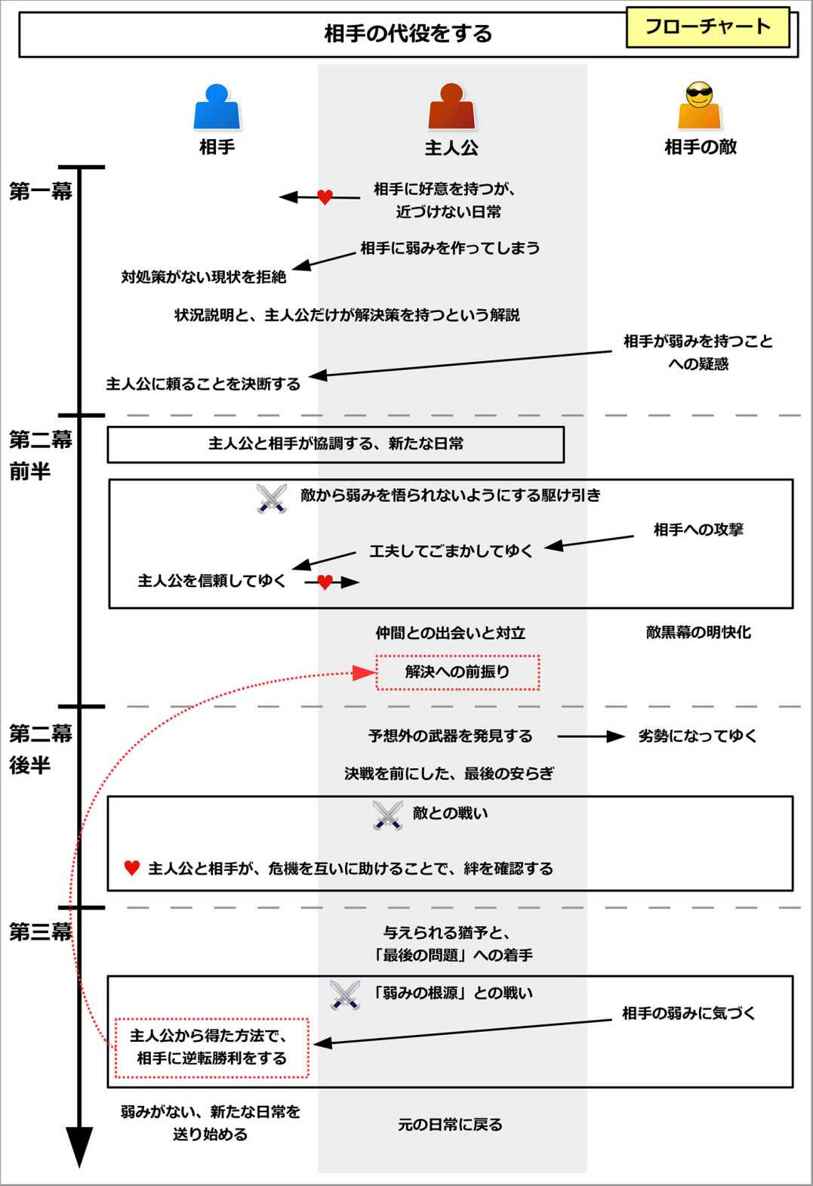 相手の代役をする
フローチャート
相手
主人公
相手の敵
第一幕
相手に好意を持つが、
近づけない日常
相手に弱みを作ってしまう
対処策がない現状を拒絶
状況説明と、主人公だけが解決策を持つという解説
相手が弱みを持つこと
への疑惑
主人公に頼ることを決断する
第二幕
前半
主人公と相手が協調する、新たな日常
敵から弱みを悟られないようにする駆け引き
相手への攻撃
工夫してごまかしてゆく
主人公を信頼してゆく
仲間との出会いと対立
敵黒幕の明快化
解決への前振り
第二幕
後半
予想外の武器を発見する
劣勢になってゆく
決戦を前にした、最後の安らぎ
敵との戦い
主人公と相手が、危機を互いに助けることで、絆を確認する
第三幕
与えられる猶予と、
「最後の問題」への着手
「弱みの根源」との戦い
相手の弱みに気づく
主人公から得た方法で、
相手に逆転勝利をする
弱みがない、新たな日常を
送り始める
元の日常に戻る